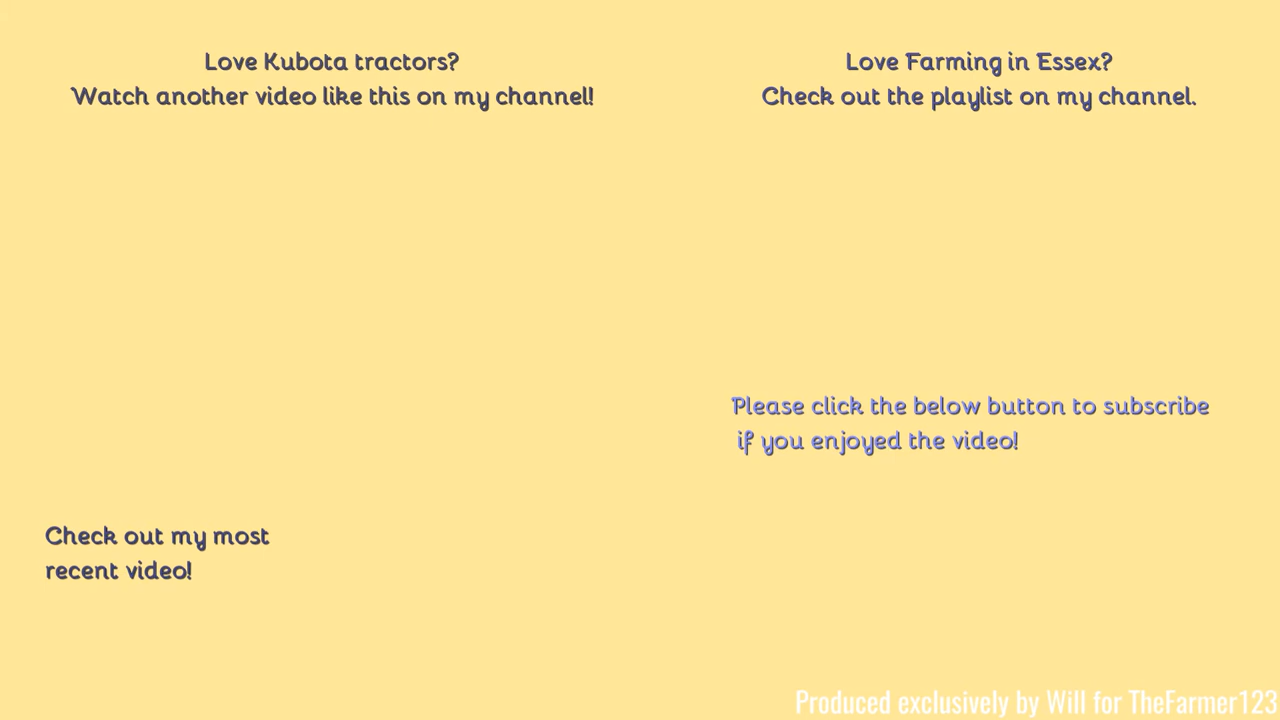 Love Kubota tractors?
Watch another video like this on my channel!
Love Farming in Essex?
Check out the playlist on my channel.
Please click the below button to subscribe
if you enjoyed the video!
Check out my most
recent video!
Produced exclusively by Will for TheFarmer123